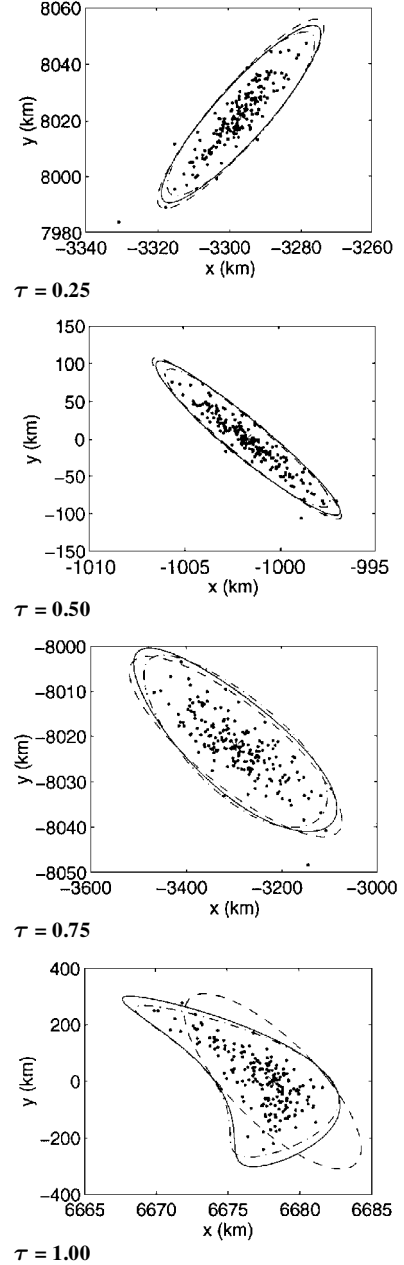 8060
8040
8020
8000
7980
y (km)
−3340 −3320 −3300 −3280 −3260
x (km)
τ = 0.25
150
100
50
0
−50
−100
−150
y (km)
-1010 -1005 -1000 -995
x (km)
τ = 0.50
−8000
−8010
−8020
−8030
−8040
−8050
y (km)
−3600 −3400 −3200 −3000
x (km)
τ = 0.75
400
200
0
−200
−400
y (km)
6665 6670 6675 6680 6685
x (km)
τ = 1.00